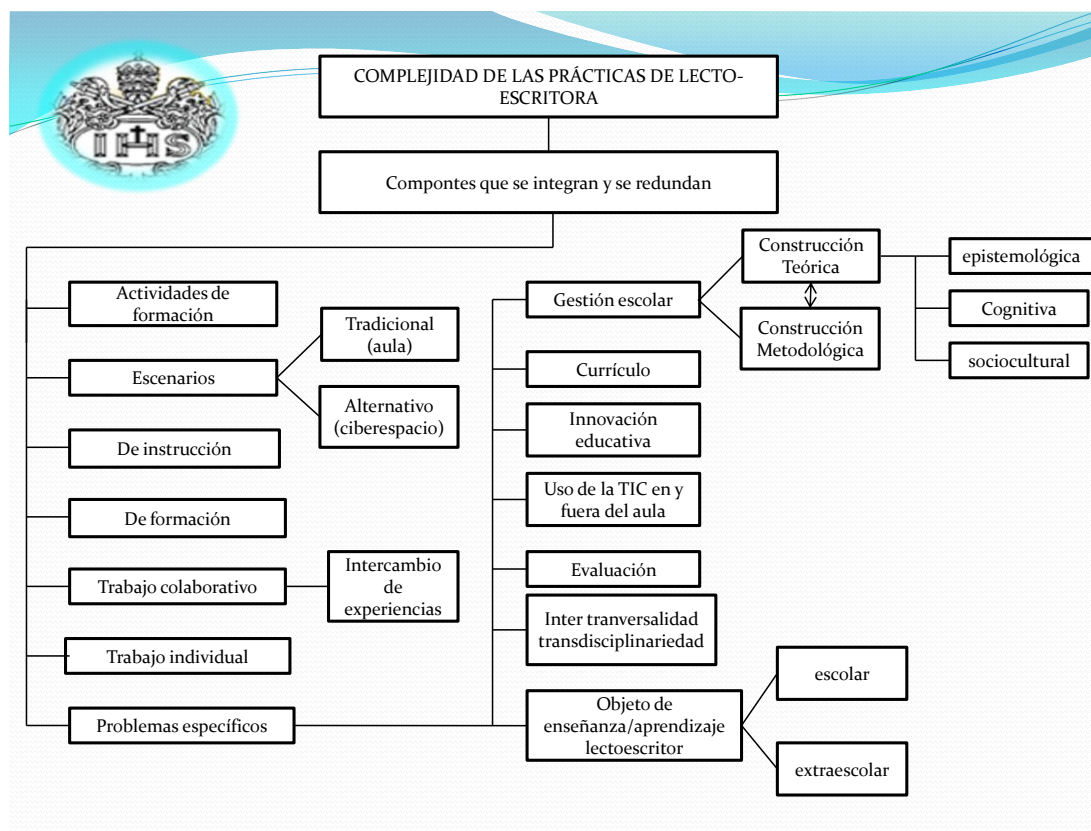 COMPLEJIDAD DE LAS PRÁCTICAS DE LECTO-
ESCRITORA
IHS
Compontes que se integran y se redundan
Actividades de
formación
Escenarios
Tradicional
(aula)
Alternativo
(ciberespacio)
De instrucción
De formación
Trabajo colaborativo
Intercambio
de
experiencias
Trabajo individual
Problemas específicos
Gestión escolar
Construcción
Teórica
Construcción
Metodológica
epistemológica
Cognitiva
sociocultural
Currículo
Innovación
educativa
Uso de la TIC en y
fuera del aula
Evaluación
Inter tranversalidad
transdisciplinariedad
Objeto de
enseñanza/aprendizaje
lectoescritor
escolar
extraescolar